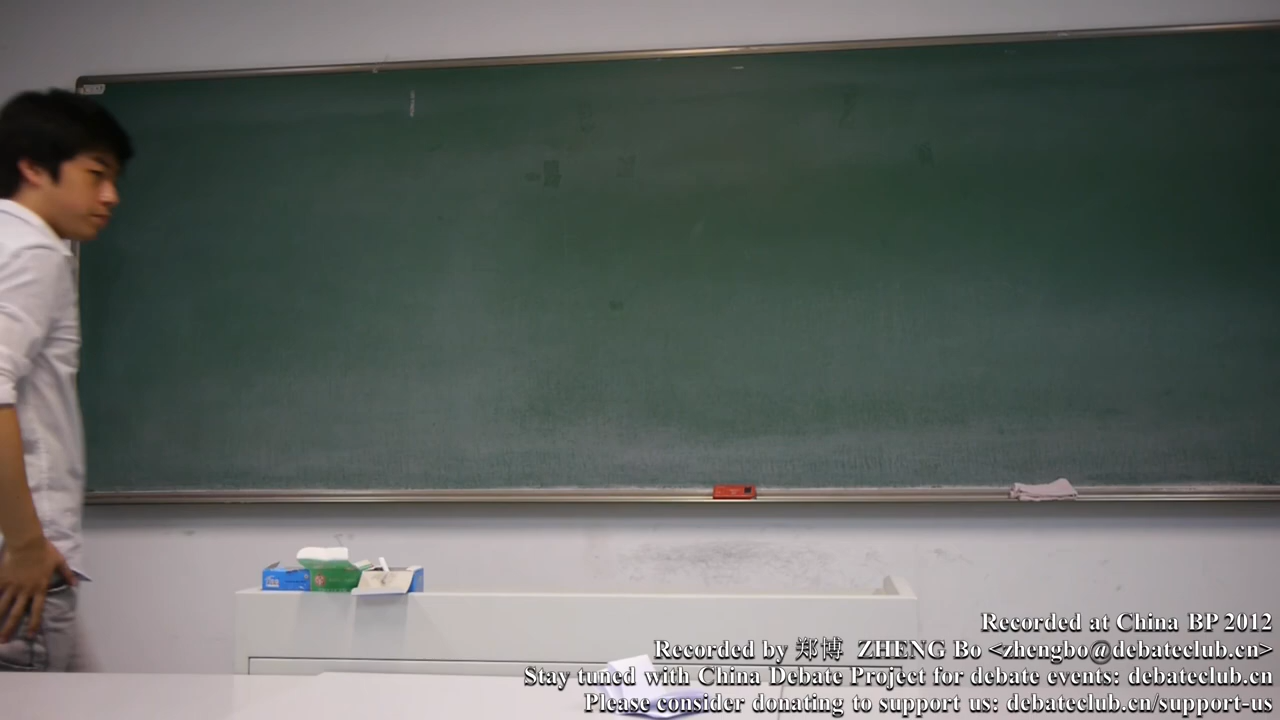 Recorded at China BP 2012
Recorded by 郑博 ZHENG Bo <zhengbo@debateclub.cn>
Stay tuned with China Debate Project for debate events: debateclub.cn
Please consider donating to support us: debateclub.cn/support-us